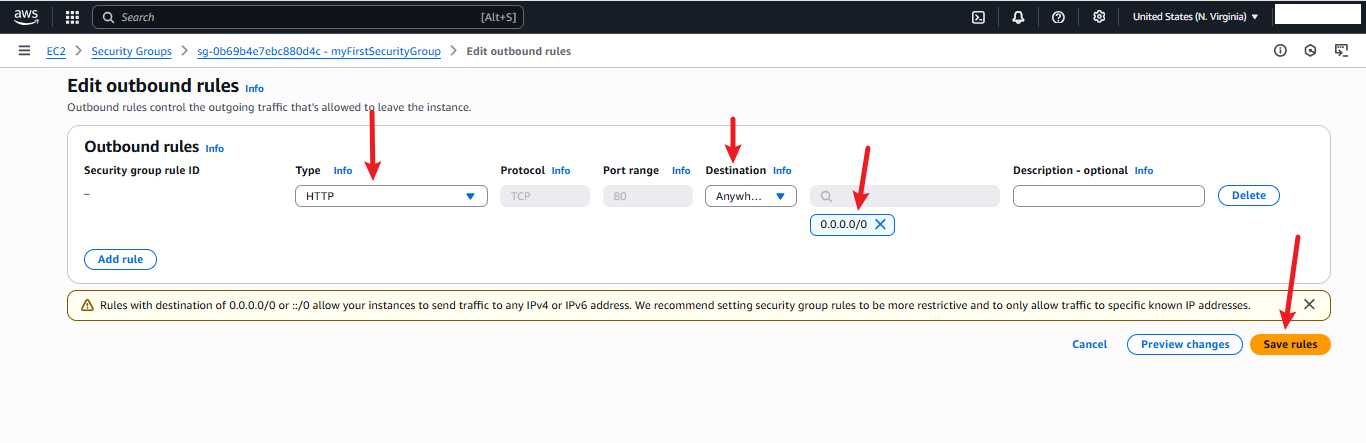 aws
Search [Alt+S] United States (N. Virginia)
EC2 > Security Groups > sg-0b69b4e7ebc880d4c - myFirstSecurityGroup > Edit outbound rules
Edit outbound rules Info
Outbound rules control the outgoing traffic that's allowed to leave the instance.
Outbound rules Info
Security group rule ID Type Info Protocol Info Port range Info Destination Info Description - optional Info
– HTTP TCP 80 Anywh... Delete
0.0.0.0/0
Add rule
Rules with destination of 0.0.0.0/0 or ::/0 allow your instances to send traffic to any IPv4 or IPv6 address. We recommend setting security group rules to be more restrictive and to only allow traffic to specific known IP addresses.
Cancel Preview changes Save rules